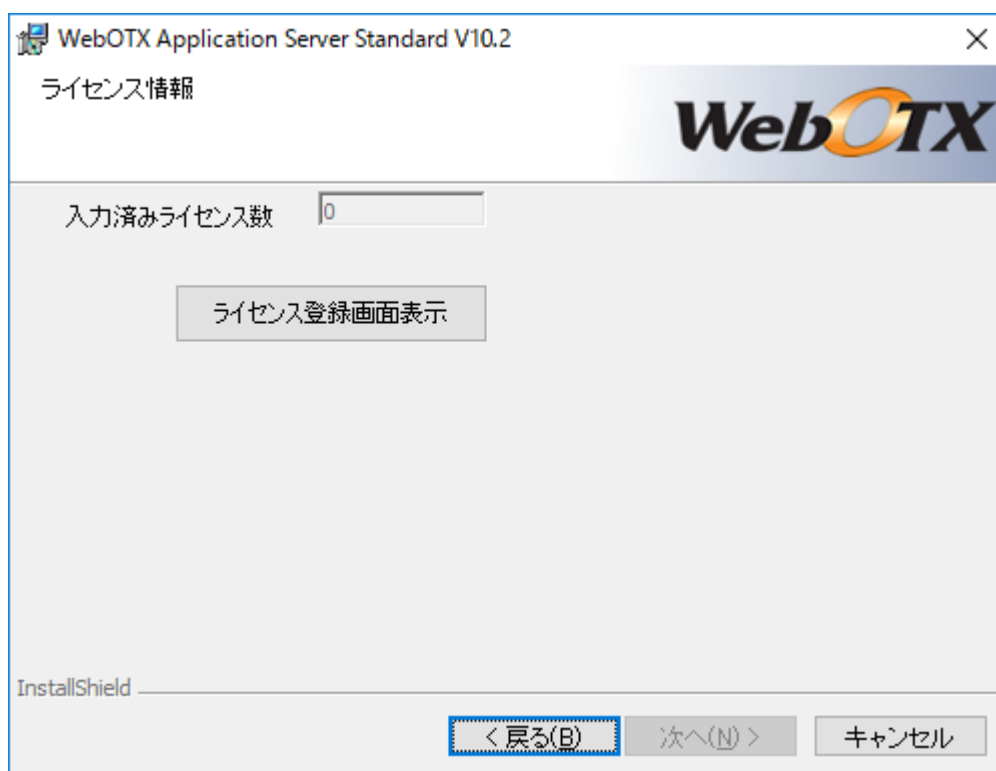 WebOTX Application Server Standard V10.2
ライセンス情報
WebOTX
入力済みライセンス数 0
ライセンス登録画面表示
InstallShield
< 戻る(B) 次へ(N) > キャンセル